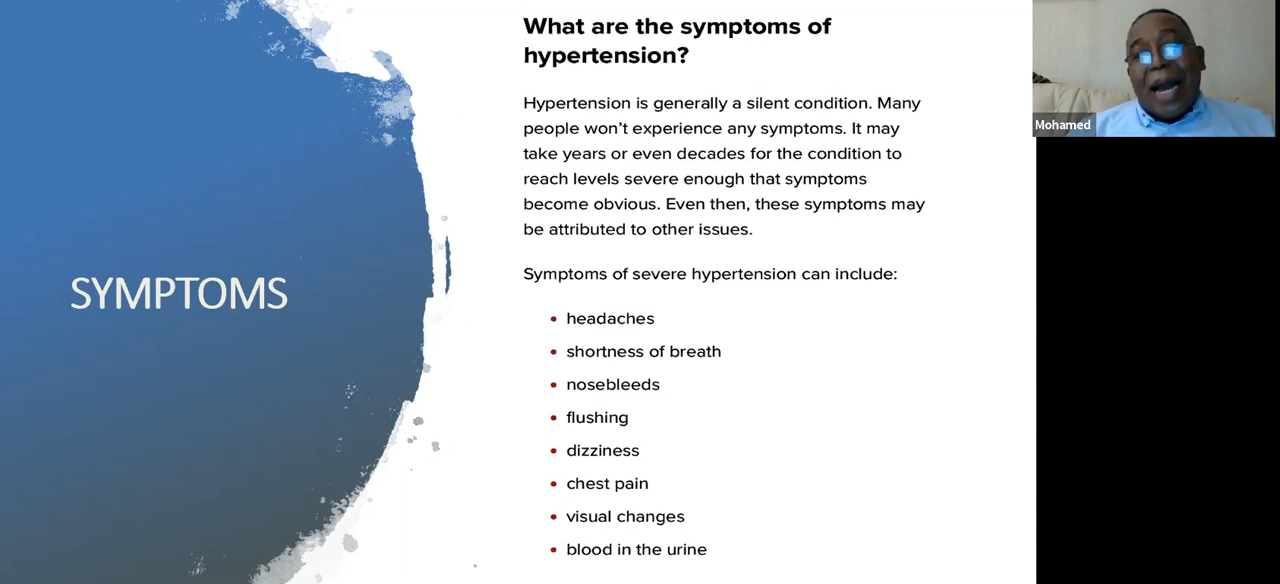 SYMPTOMS
What are the symptoms of
hypertension?
Hypertension is generally a silent condition. Many
people won’t experience any symptoms. It may
take years or even decades for the condition to
reach levels severe enough that symptoms
become obvious. Even then, these symptoms may
be attributed to other issues.
Symptoms of severe hypertension can include:
• headaches
• shortness of breath
• nosebleeds
• flushing
• dizziness
• chest pain
• visual changes
• blood in the urine
Mohamed